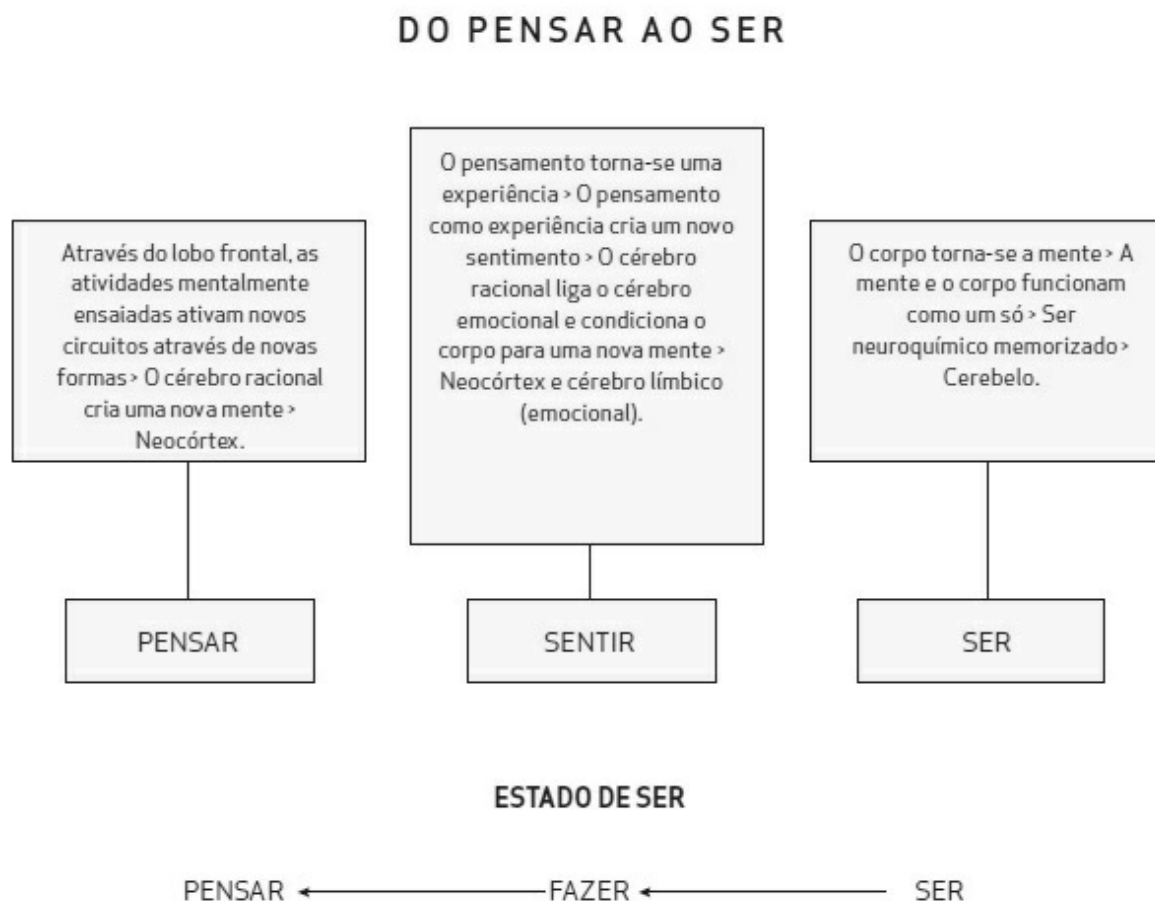 DO PENSAR AO SER
Através do lobo frontal, as
atividades mentalmente
ensaiadas ativam novos
circuitos através de novas
formas > O cérebro racional
cria uma nova mente >
Neocórtex.
O pensamento torna-se uma
experiência > O pensamento
como experiência cria um novo
sentimento > O cérebro
racional liga o cérebro
emocional e condiciona o
corpo para uma nova mente >
Neocórtex e cérebro límbico
(emocional).
O corpo torna-se a mente > A
mente e o corpo funcionam
como um só > Ser
neuroquímico memorizado >
Cerebelo.
PENSAR
SENTIR
SER
ESTADO DE SER
PENSAR FAZER SER